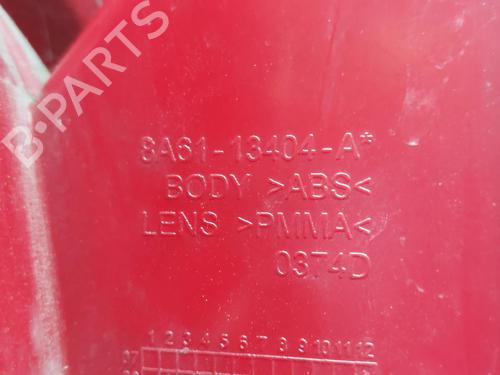 B-PARTS
8A61-13404-A*
BODY >ABS<
LENS >PMMA<
0374D
1 2 3 4 5 6 7 8 9 10 11 12
07